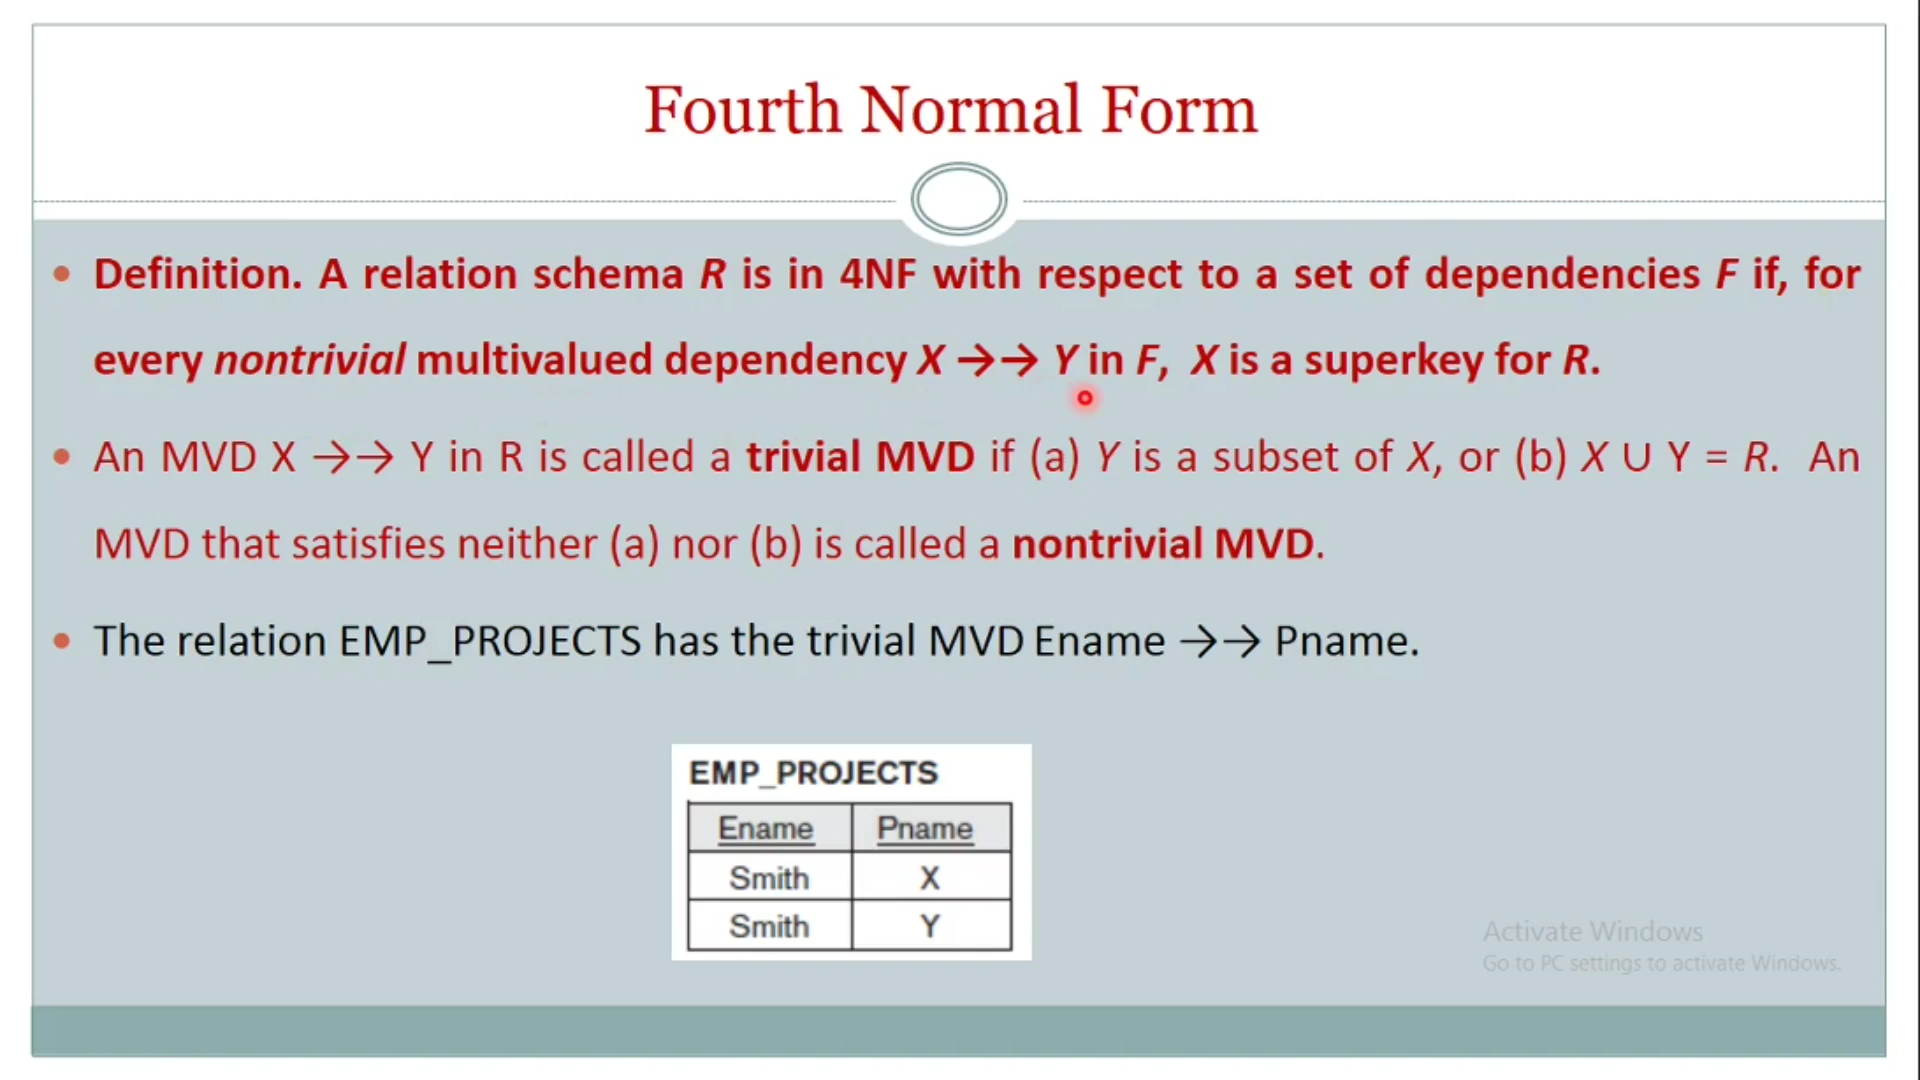 Fourth Normal Form
• Definition. A relation schema R is in 4NF with respect to a set of dependencies F if, for
every nontrivial multivalued dependency X →→ Y in F, X is a superkey for R.
• An MVD X →→ Y in R is called a trivial MVD if (a) Y is a subset of X, or (b) X ∪ Y = R. An
MVD that satisfies neither (a) nor (b) is called a nontrivial MVD.
• The relation EMP_PROJECTS has the trivial MVD Ename →→ Pname.
EMP_PROJECTS
Ename Pname
Smith X
Smith Y
Activate Windows
Go to PC settings to activate Windows.